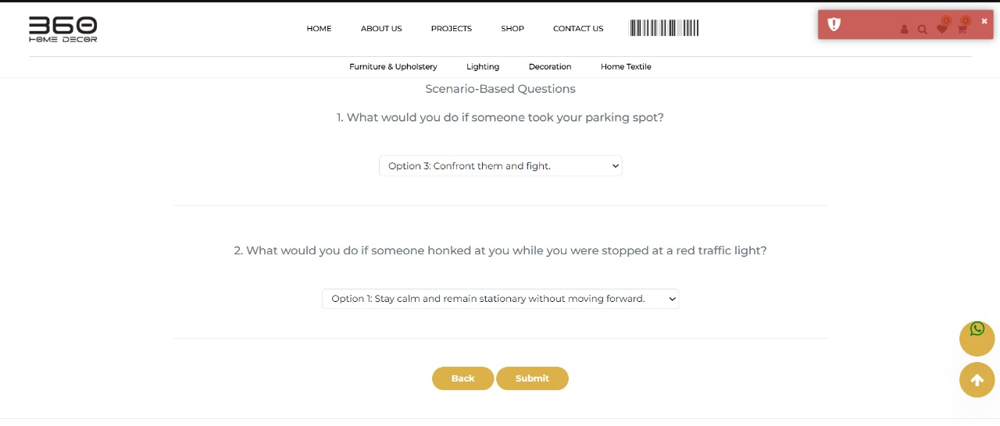 360
HOME DECOR
HOME ABOUT US PROJECTS SHOP CONTACT US
0 0 ×
Furniture & Upholstery Lighting Decoration Home Textile
Scenario-Based Questions
1. What would you do if someone took your parking spot?
Option 3: Confront them and fight.
2. What would you do if someone honked at you while you were stopped at a red traffic light?
Option 1: Stay calm and remain stationary without moving forward.
Back Submit